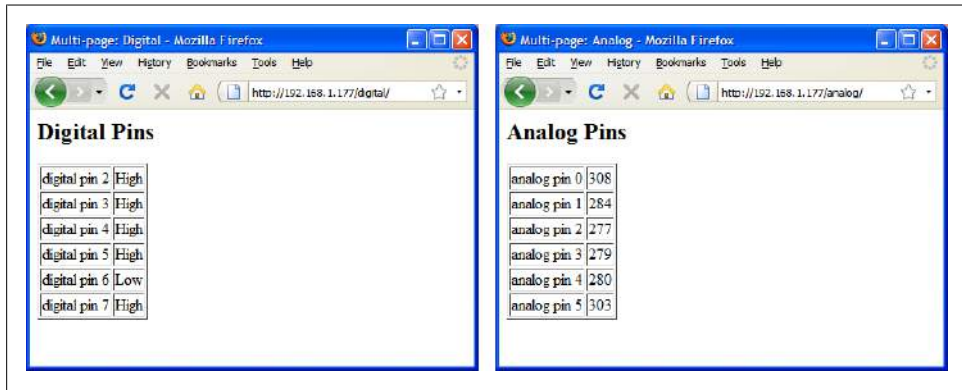 Multi-page: Digital - Mozilla Firefox
File Edit View History Bookmarks Tools Help
http://192.168.1.177/digital/
Digital Pins
digital pin 2 High
digital pin 3 High
digital pin 4 High
digital pin 5 High
digital pin 6 Low
digital pin 7 High
Multi-page: Analog - Mozilla Firefox
File Edit View History Bookmarks Tools Help
http://192.168.1.177/analog/
Analog Pins
analog pin 0 308
analog pin 1 284
analog pin 2 277
analog pin 3 279
analog pin 4 280
analog pin 5 303